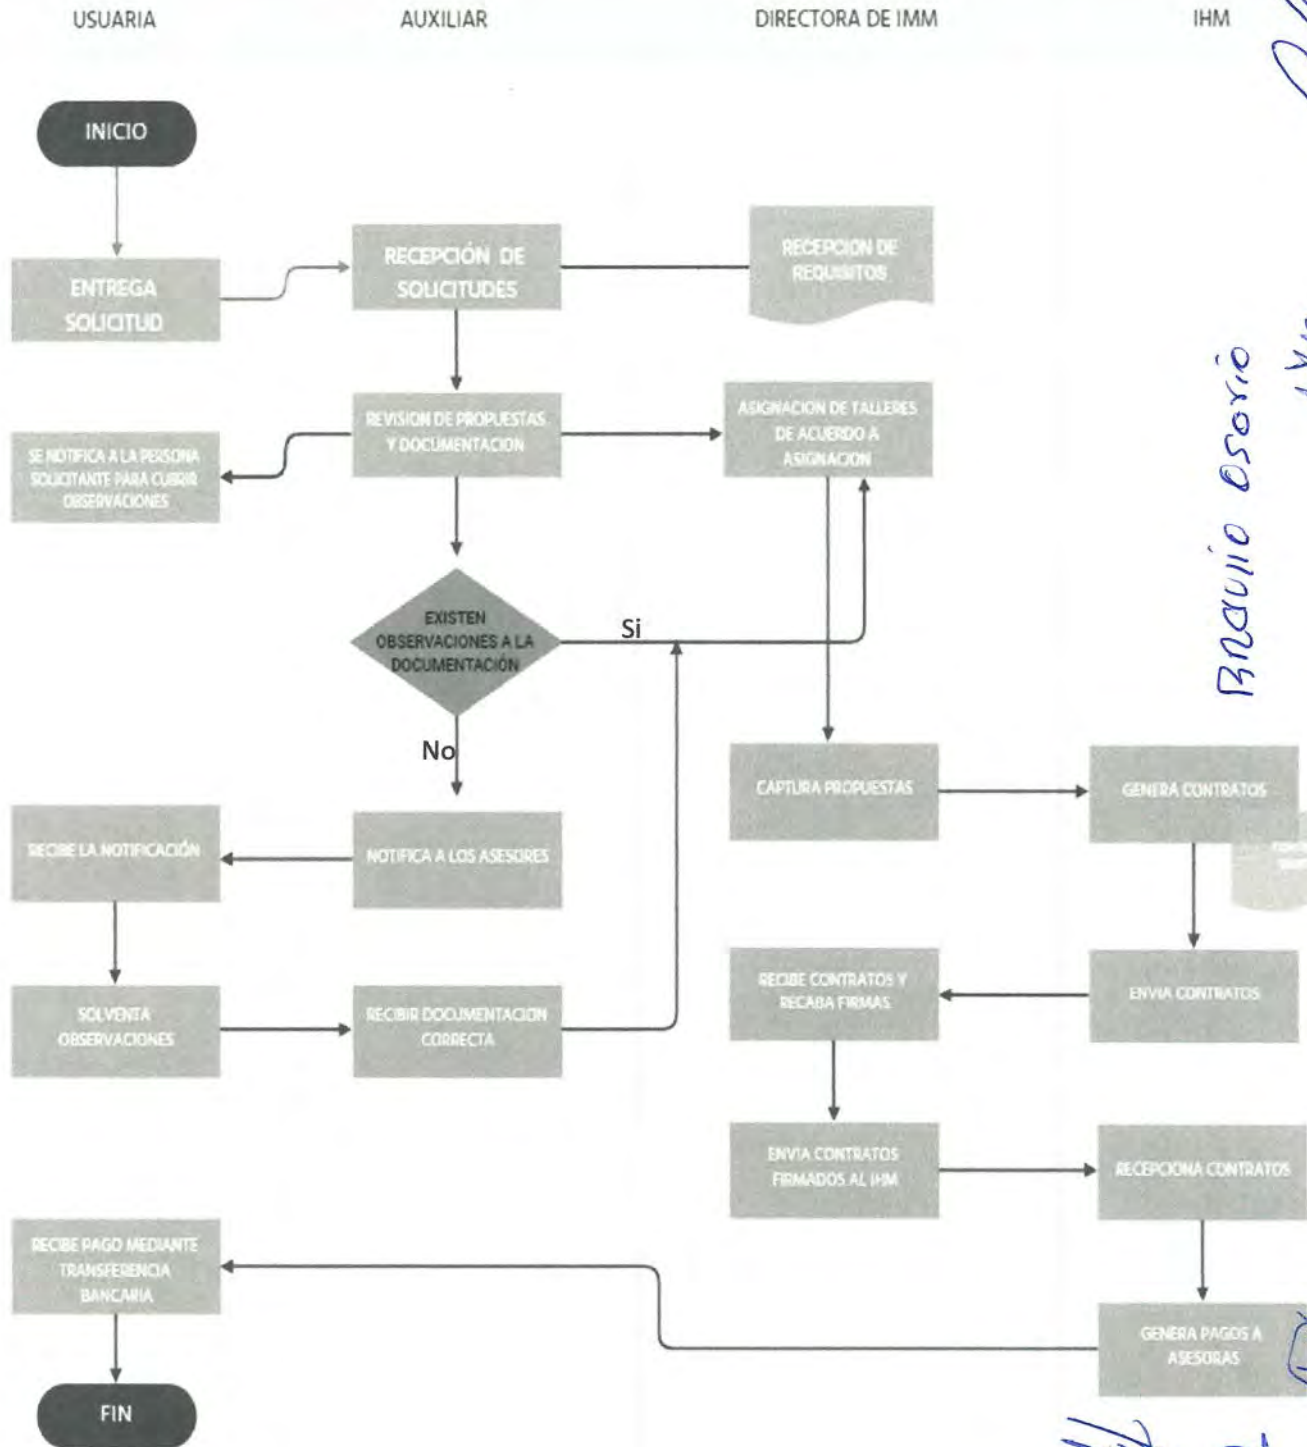 USUARIA
AUXILIAR
DIRECTORA DE IMM
IHM
INICIO
ENTREGA
SOLICITUD
RECEPCIÓN DE
SOLICITUDES
RECEPCION DE
REQUISITOS
SE NOTIFICA A LA PERSONA
SOLICITANTE PARA CUBRIR
OBSERVACIONES
REVISION DE PROPUESTAS
Y DOCUMENTACION
ASIGNACION DE TALLERES
DE ACUERDO A
ASIGNACION
EXISTEN
OBSERVACIONES A LA
DOCUMENTACIÓN
Si
No
CAPTURA PROPUESTAS
GENERA CONTRATOS
RECIBE LA NOTIFICACIÓN
NOTIFICA A LOS ASESORES
SOLVENTA
OBSERVACIONES
RECIBIR DOCUMENTACION
CORRECTA
RECIBE CONTRATOS Y
RECABA FIRMAS
ENVIA CONTRATOS
ENVIA CONTRATOS
FIRMADOS AL IHM
RECEPCIONA CONTRATOS
RECIBE PAGO MEDIANTE
TRANSFERENCIA
BANCARIA
GENERA PAGOS A
ASESORAS
FIN
Braulio Osorio